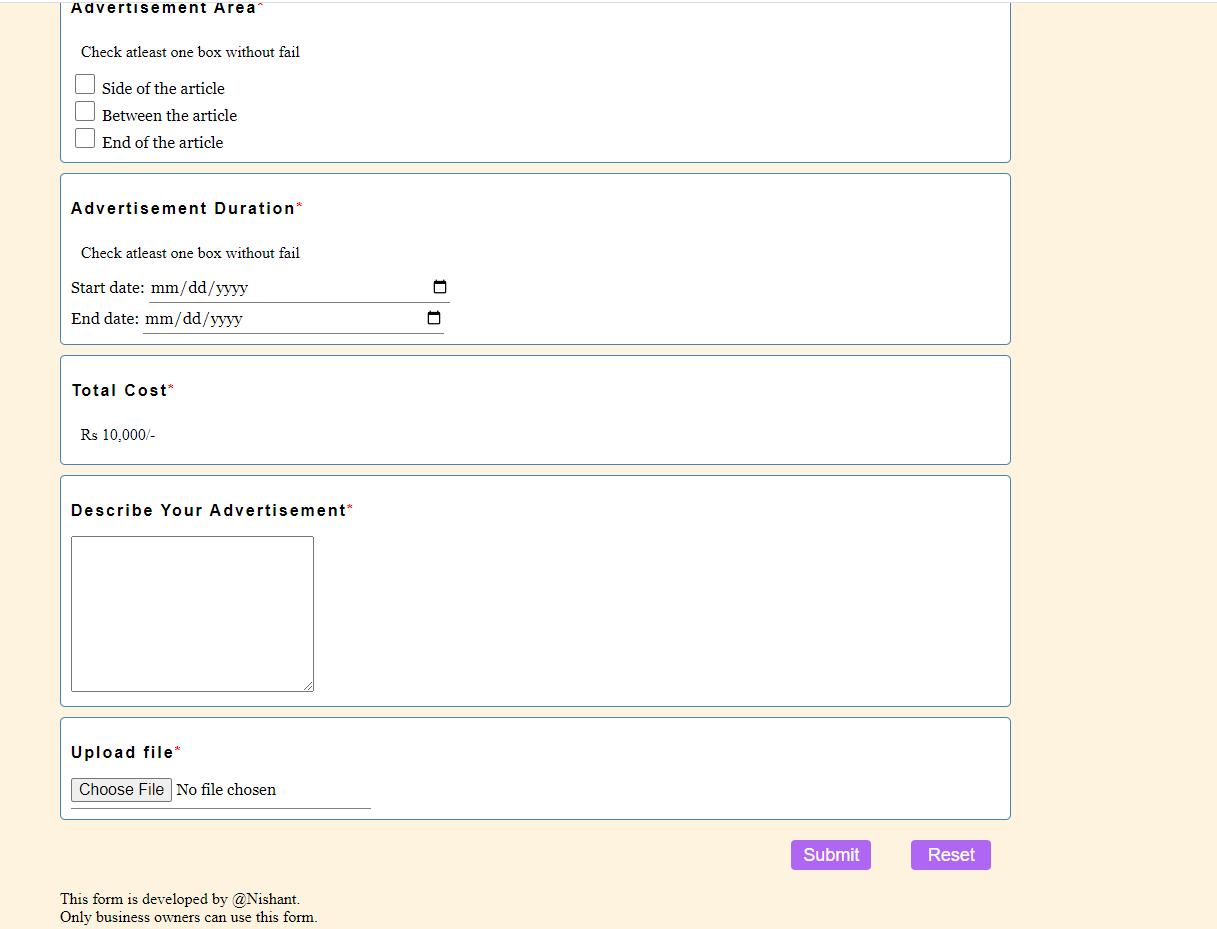 Advertisement Area*
Check atleast one box without fail
Side of the article
Between the article
End of the article
Advertisement Duration*
Check atleast one box without fail
Start date: mm/dd/yyyy
End date: mm/dd/yyyy
Total Cost*
Rs 10,000/-
Describe Your Advertisement*
Upload file*
Choose File No file chosen
Submit Reset
This form is developed by @Nishant.
Only business owners can use this form.